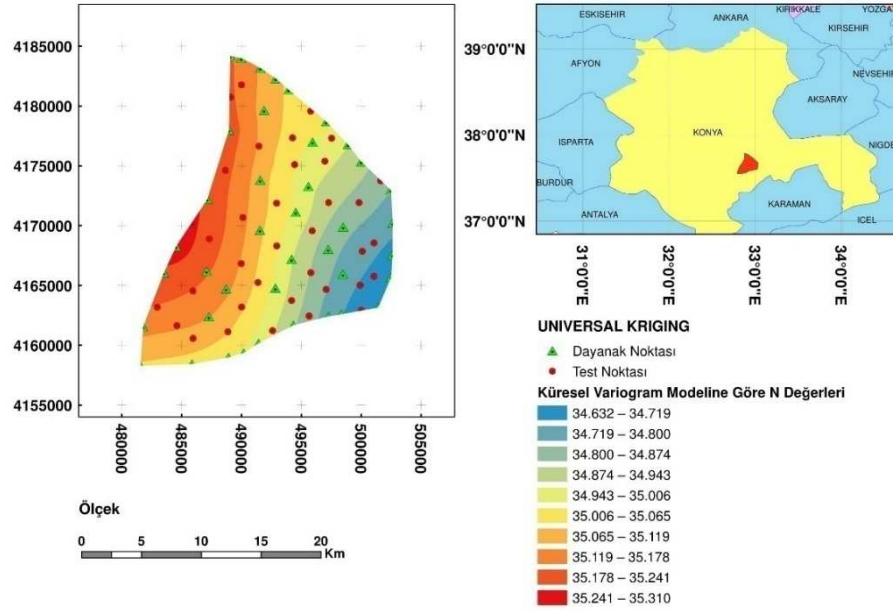 4185000
4180000
4175000
4170000
4165000
4160000
4155000
480000
485000
490000
495000
500000
505000
Ölçek
0 5 10 15 20
Km
ESKISEHIR
ANKARA
KIRIKKALE
YOZGA
KIRSEHIR
AFYON
NEVSEHIR
AKSARAY
KONYA
ISPARTA
NIGDE
BURDUR
KARAMAN
ANTALYA
ICEL
39°0'0"N
38°0'0"N
37°0'0"N
31°0'0"E
32°0'0"E
33°0'0"E
34°0'0"E
UNIVERSAL KRIGING
Dayanak Noktası
Test Noktası
Küresel Variogram Modeline Göre N Değerleri
34.632 – 34.719
34.719 – 34.800
34.800 – 34.874
34.874 – 34.943
34.943 – 35.006
35.006 – 35.065
35.065 – 35.119
35.119 – 35.178
35.178 – 35.241
35.241 – 35.310